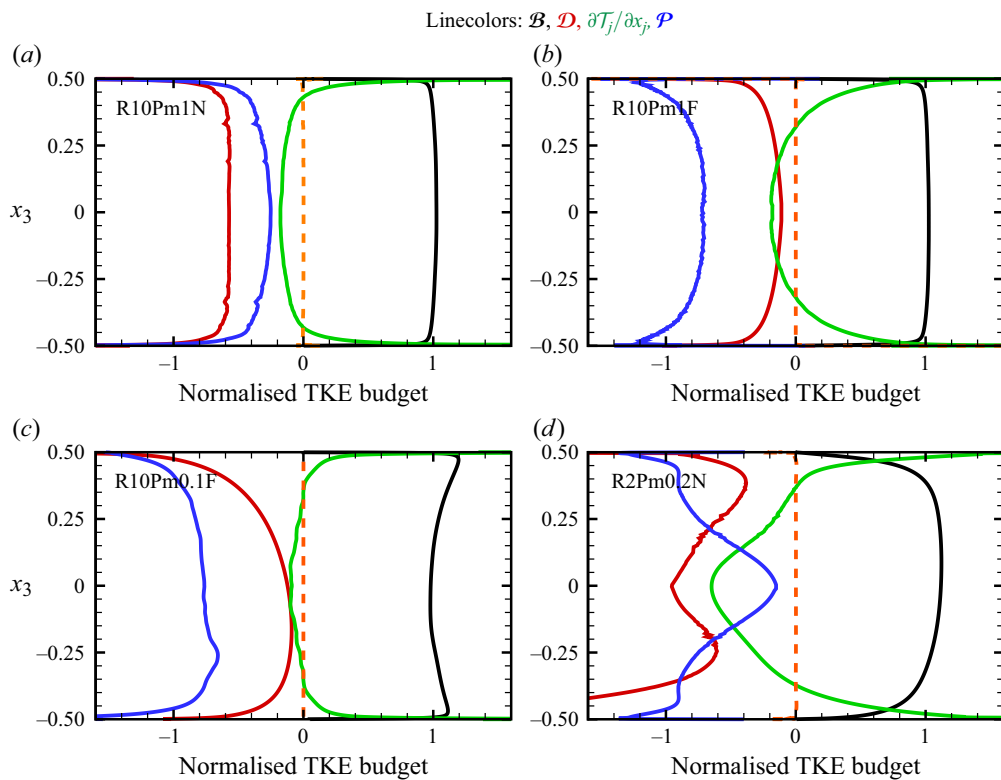 Linecolors: 𝓑, 𝓓, ∂𝒯j/∂xj, 𝓟
(a) (b)
0.50 0.50
R10Pm1N R10Pm1F
0.25 0.25
x3 0 0
–0.25 –0.25
–0.50 –0.50
–1 0 1 –1 0 1
Normalised TKE budget Normalised TKE budget
(c) (d)
0.50 0.50
R10Pm0.1F R2Pm0.2N
0.25 0.25
x3 0 0
–0.25 –0.25
–0.50 –0.50
–1 0 1 –1 0 1
Normalised TKE budget Normalised TKE budget